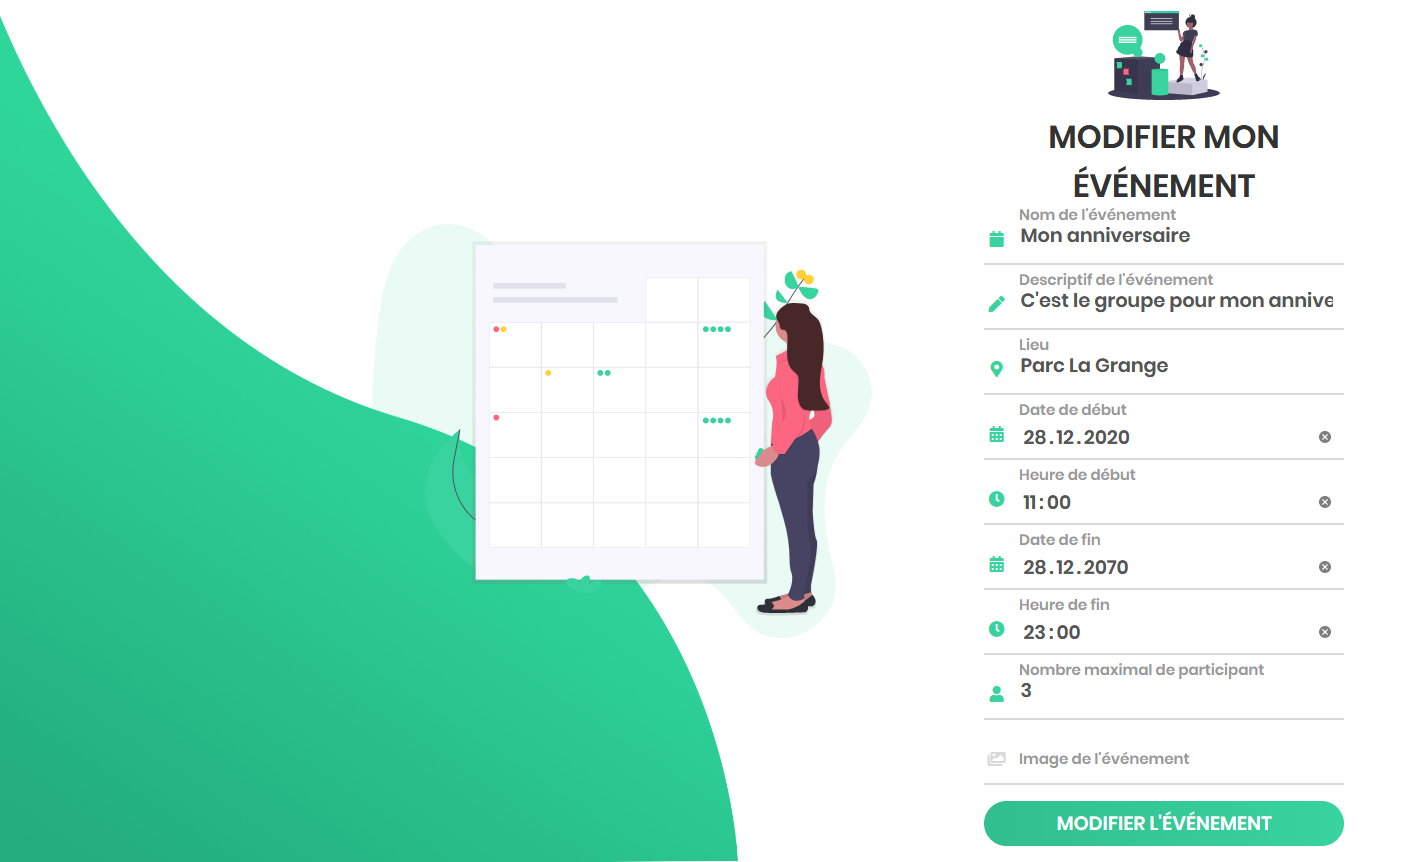 MODIFIER MON
ÉVÉNEMENT
Nom de l'événement
Mon anniversaire
Descriptif de l'événement
C'est le groupe pour mon annive
Lieu
Parc La Grange
Date de début
28.12.2020
Heure de début
11:00
Date de fin
28.12.2070
Heure de fin
23:00
Nombre maximal de participant
3
Image de l'événement
MODIFIER L'ÉVÉNEMENT